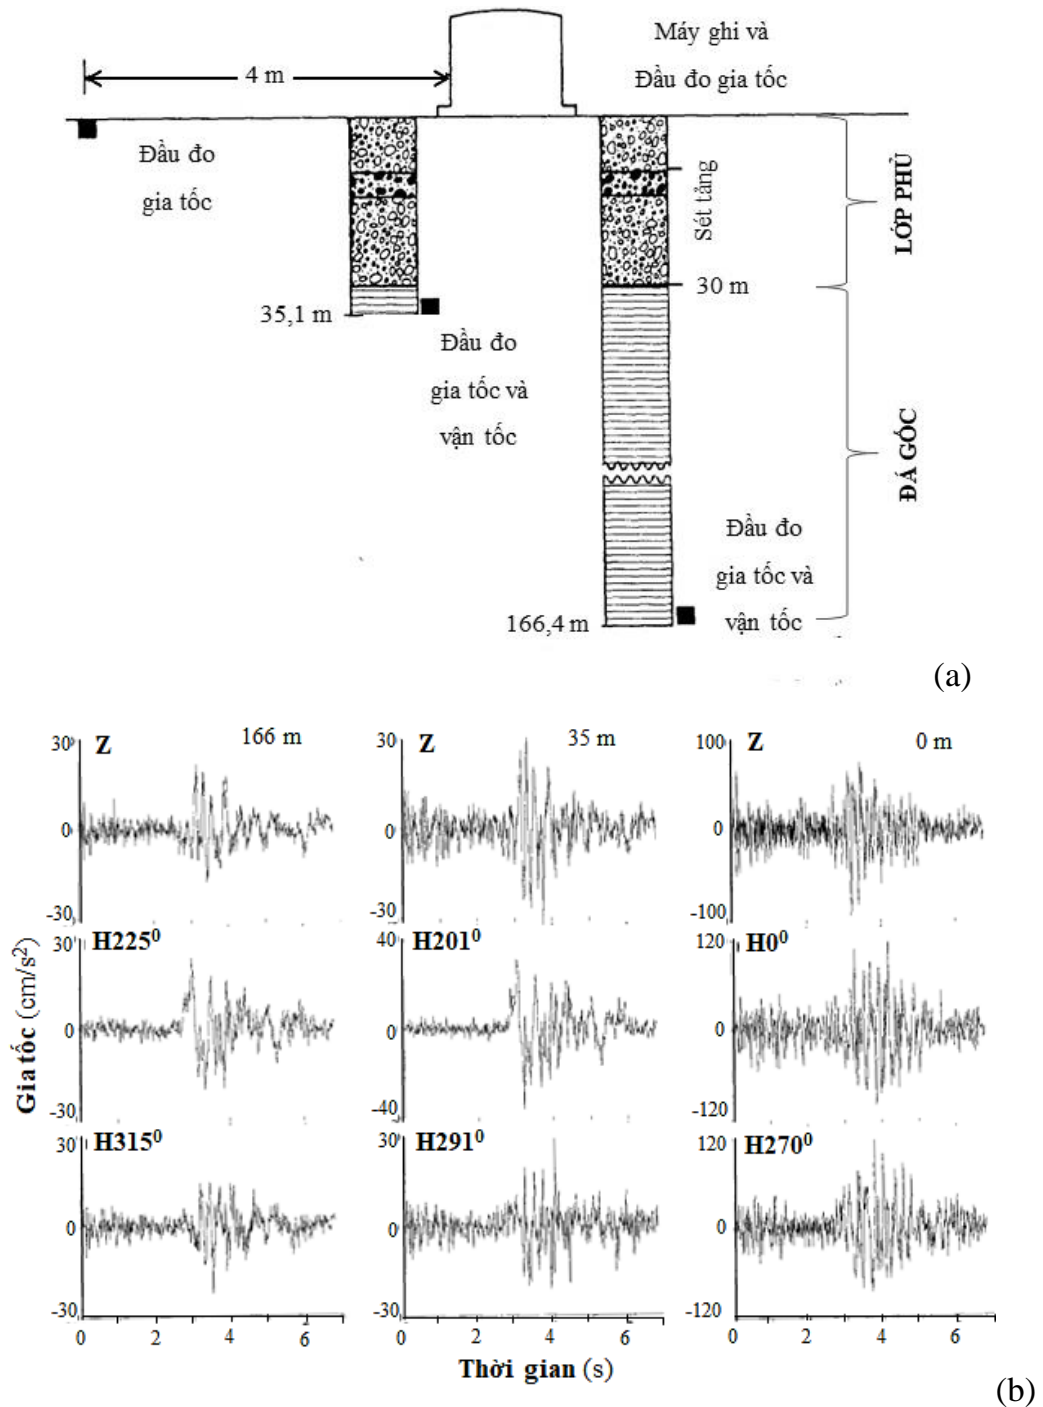 Máy ghi và
Đầu đo gia tốc
4 m
Đầu đo
gia tốc
Sét tảng
LỚP PHỦ
30 m
35,1 m
Đầu đo
gia tốc và
vận tốc
ĐÁ GỐC
Đầu đo
gia tốc và
vận tốc
166,4 m
(a)
30 Z 166 m
0
-30
30 Z 35 m
0
-30
100 Z 0 m
0
-100
30 H225⁰
0
-30
40 H201⁰
0
-40
120 H0⁰
0
-120
30 H315⁰
0
-30
30 H291⁰
0
-30
120 H270⁰
0
-120
0 2 4 6
0 2 4 6
0 2 4 6
Gia tốc (cm/s²)
Thời gian (s)
(b)